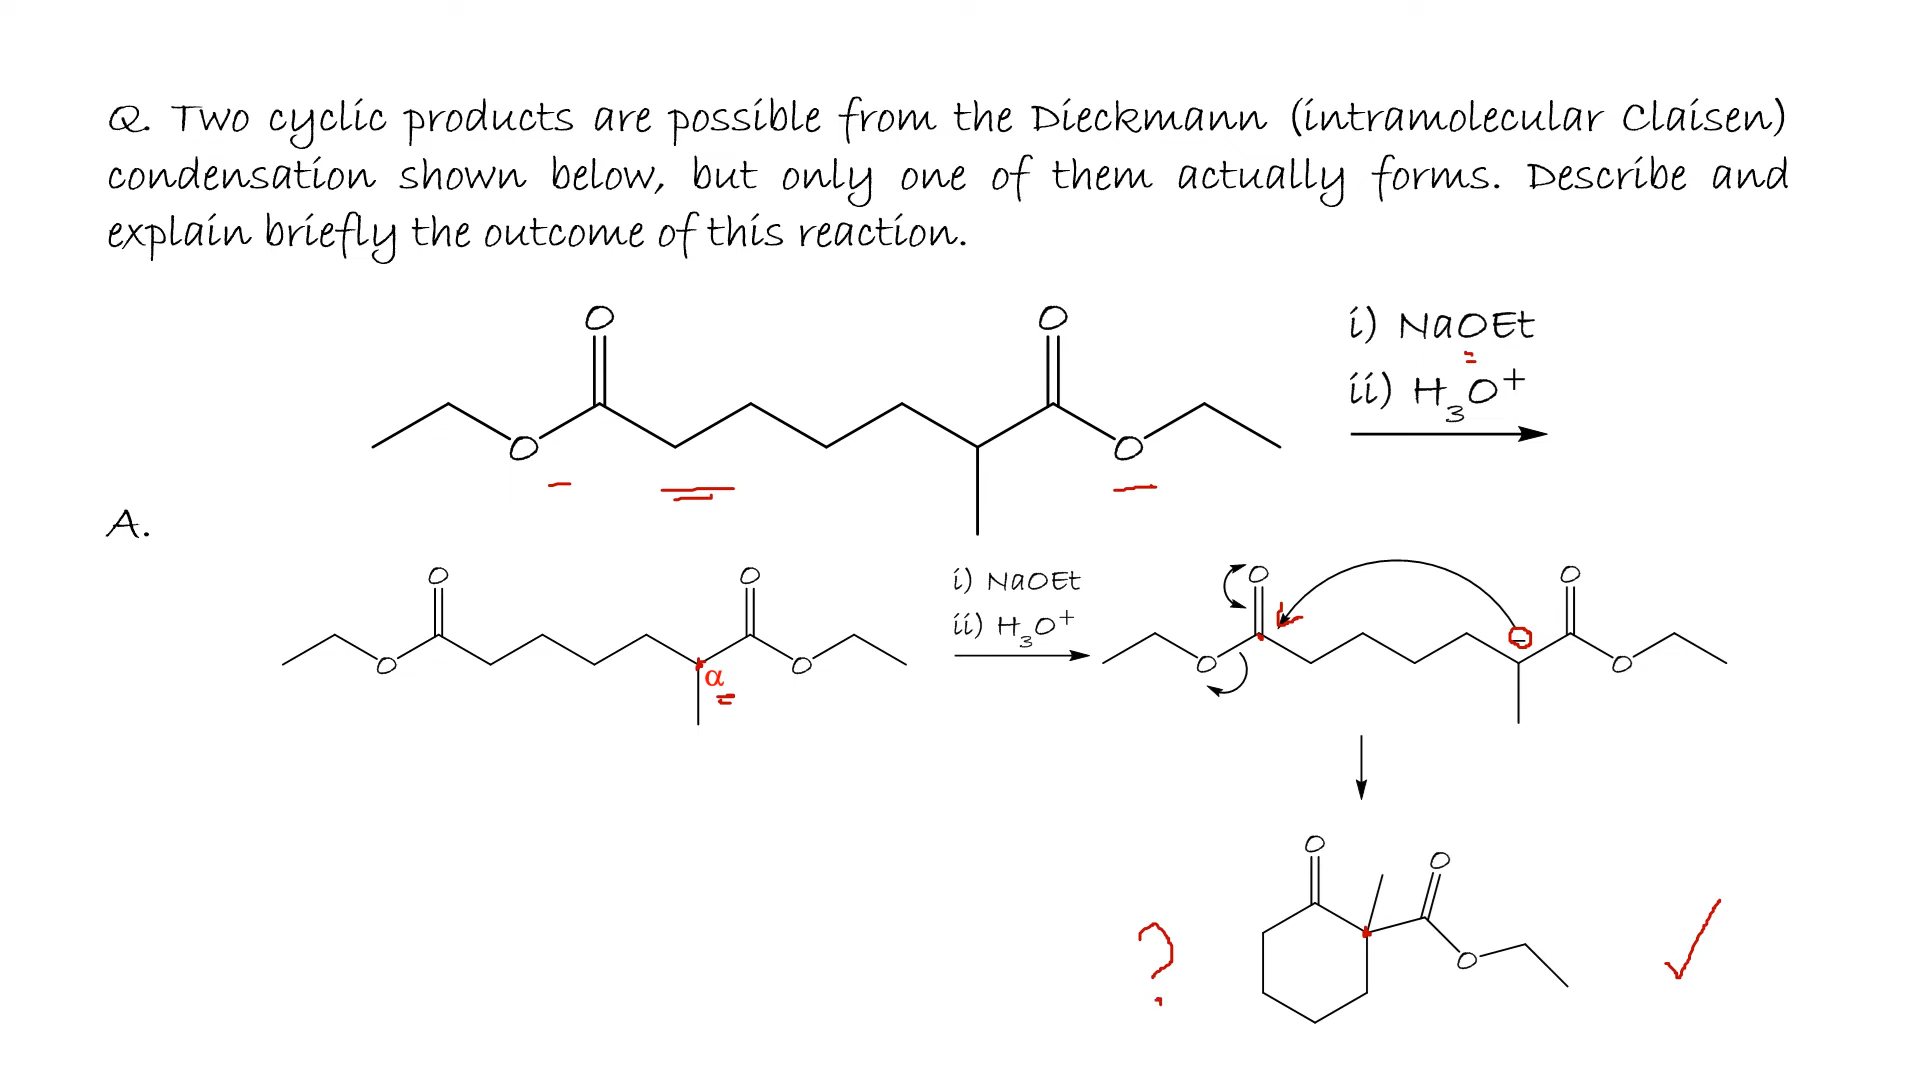 Q. Two cyclic products are possible from the Dieckmann (intramolecular Claisen)
condensation shown below, but only one of them actually forms. Describe and
explain briefly the outcome of this reaction.
O
O
i) NaOEt
ii) H3O+
O
O
A.
O
O
i) NaOEt
ii) H3O+
O
O
O
O
α
O
O
O
O
O
?